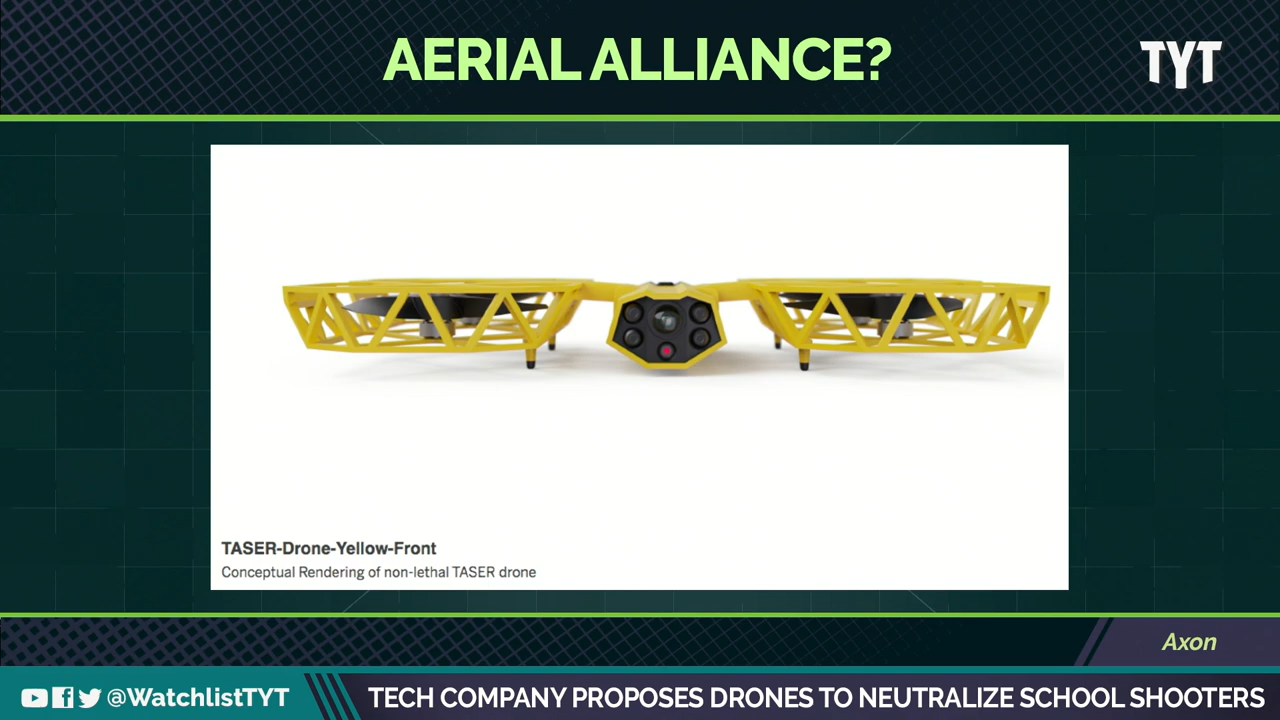 AERIAL ALLIANCE?
TYT
TASER-Drone-Yellow-Front
Conceptual Rendering of non-lethal TASER drone
Axon
@WatchlistTYT
TECH COMPANY PROPOSES DRONES TO NEUTRALIZE SCHOOL SHOOTERS